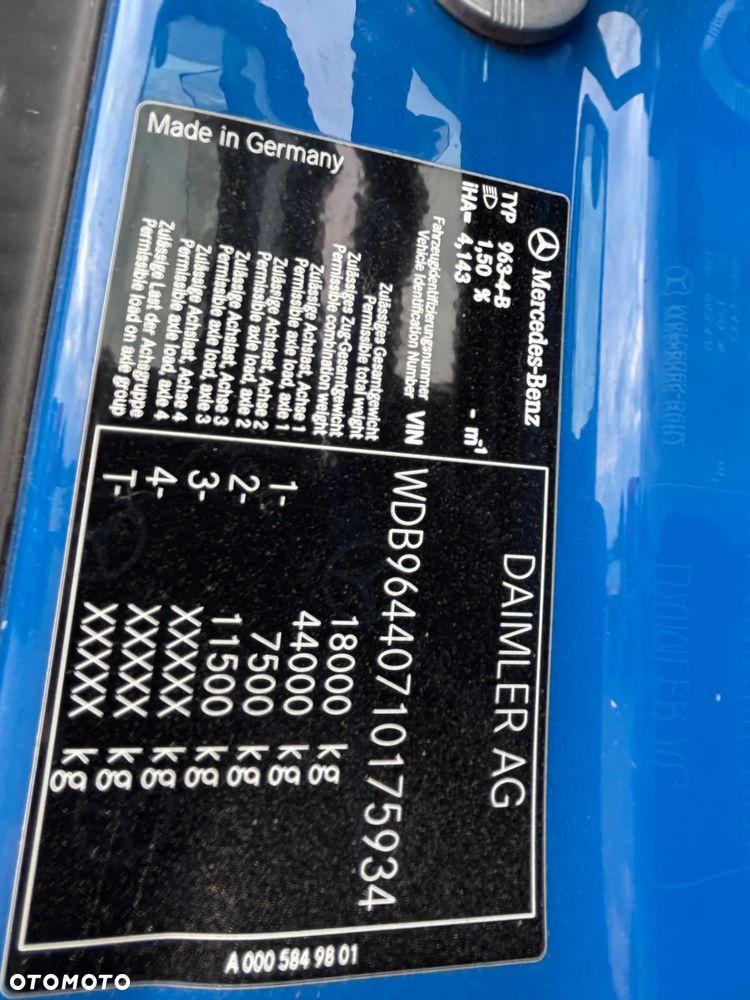 Mercedes-Benz
TYP 963-4-B
1,50 %
iHA= 4,143 - m-1
DAIMLER AG
Fahrzeugidentifizierungsnummer
Vehicle Identification Number VIN WDB96440710175934
Zulässiges Gesamtgewicht
Permissible total weight 18000 kg
Zulässiges Zug-Gesamtgewicht
Permissible combination weight 44000 kg
Zulässige Achslast, Achse 1
Permissible axle load, axle 1 1- 7500 kg
Zulässige Achslast, Achse 2
Permissible axle load, axle 2 2- 11500 kg
Zulässige Achslast, Achse 3
Permissible axle load, axle 3 3- XXXXX kg
Zulässige Achslast, Achse 4
Permissible axle load, axle 4 4- XXXXX kg
Zulässige Last der Achsgruppe
Permissible load on axle group T- XXXXX kg
Made in Germany
A 000 584 98 01
OTOMOTO